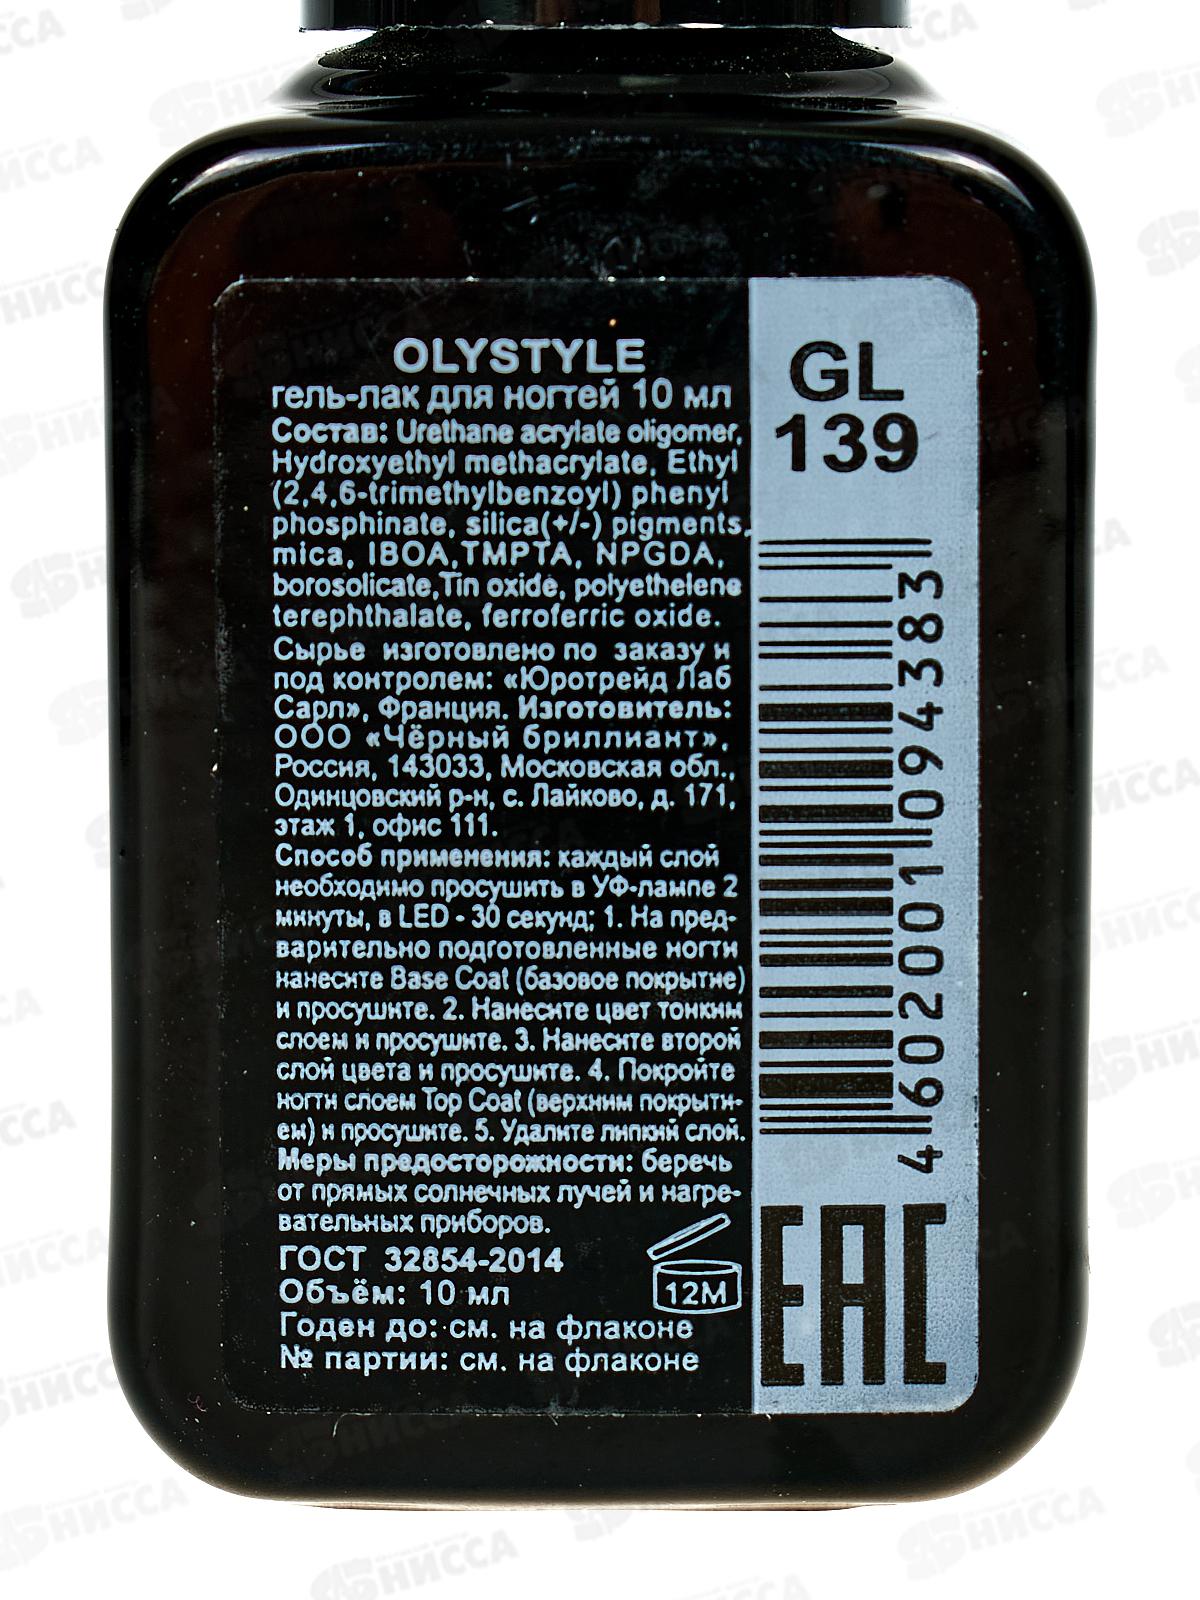 OLYSTYLE
гель-лак для ногтей 10 мл
Состав: Urethane acrylate oligomer,
Hydroxyethyl methacrylate, Ethyl
(2,4,6-trimethylbenzoyl) phenyl
phosphinate, silica(+/-) pigments,
mica, IBOA,TMPTA, NPGDA,
borosolicate,Tin oxide, polyethelene
terephthalate, ferroferric oxide.
Сырье изготовлено по заказу и
под контролем: «Юротрейд Лаб
Сарл», Франция. Изготовитель:
ООО «Чёрный бриллиант»,
Россия, 143033, Московская обл.,
Одинцовский р-н, с. Лайково, д. 171,
этаж 1, офис 111.
Способ применения: каждый слой
необходимо просушить в УФ-лампе 2
минуты, в LED - 30 секунд; 1. На пред-
варительно подготовленные ногти
нанесите Base Coat (базовое покрытие)
и просушите. 2. Нанесите цвет тонким
слоем и просушите. 3. Нанесите второй
слой цвета и просушите. 4. Покройте
ногти слоем Top Coat (верхним покрыти-
ем) и просушите. 5. Удалите липкий слой.
Меры предосторожности: беречь
от прямых солнечных лучей и нагре-
вательных приборов.
ГОСТ 32854-2014
Объём: 10 мл
Годен до: см. на флаконе
№ партии: см. на флаконе
12M
GL
139
4602001094383
EAC
НИССА